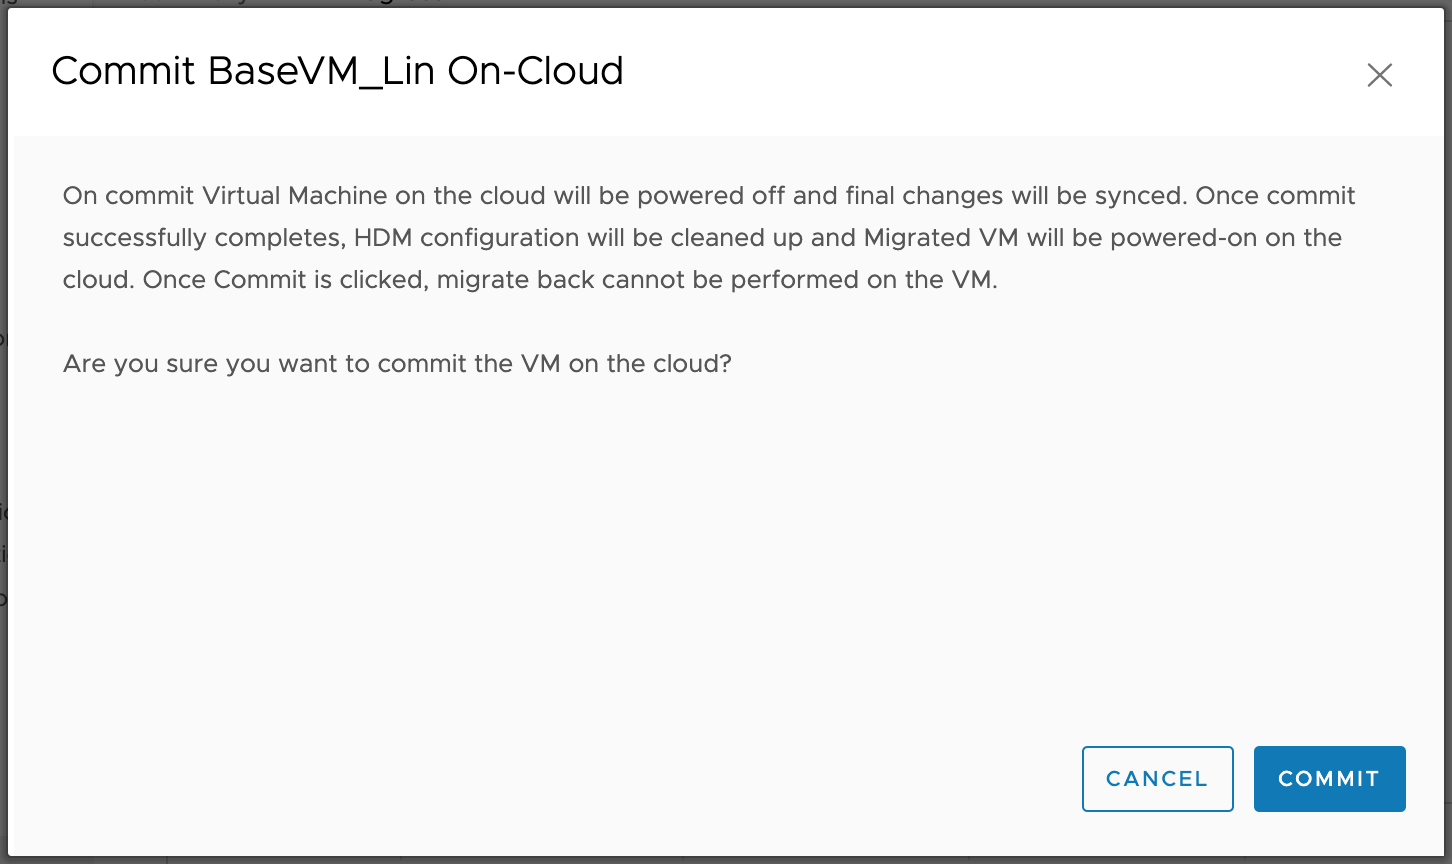 Commit BaseVM_Lin On-Cloud
On commit Virtual Machine on the cloud will be powered off and final changes will be synced. Once commit
successfully completes, HDM configuration will be cleaned up and Migrated VM will be powered-on on the
cloud. Once Commit is clicked, migrate back cannot be performed on the VM.
Are you sure you want to commit the VM on the cloud?
CANCEL
COMMIT